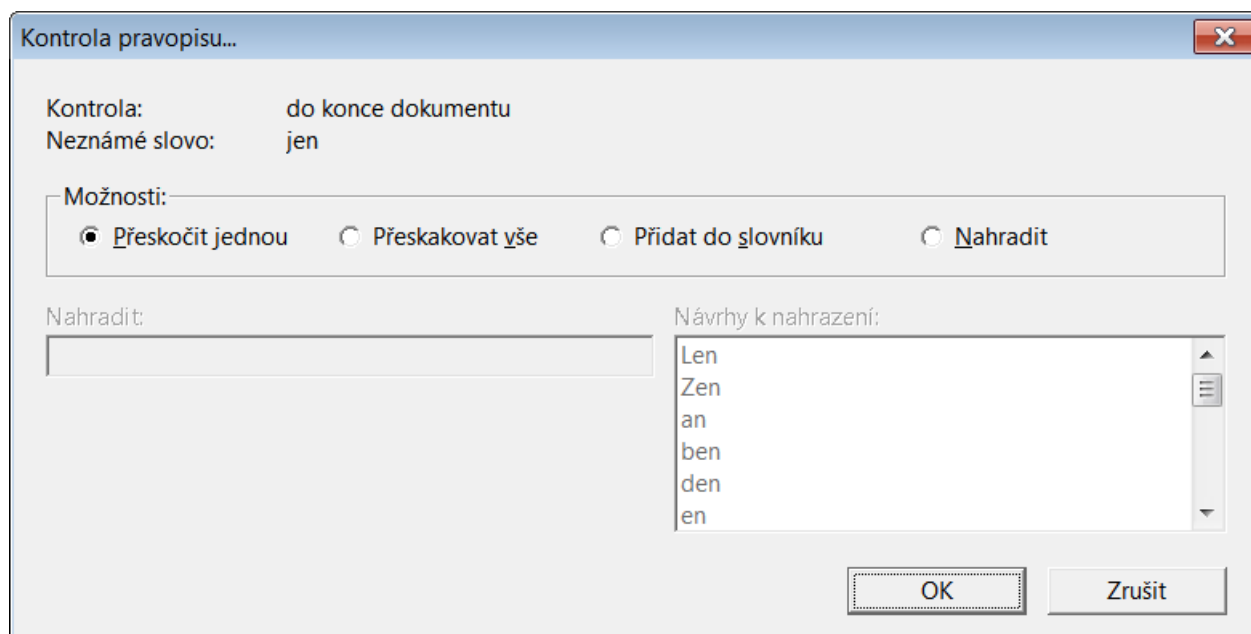 Kontrola pravopisu...
Kontrola: do konce dokumentu
Neznámé slovo: jen
Možnosti:
Přeskočit jednou Přeskakovat vše Přidat do slovníku Nahradit
Nahradit:
Návrhy k nahrazení:
Len
Zen
an
ben
den
en
OK Zrušit